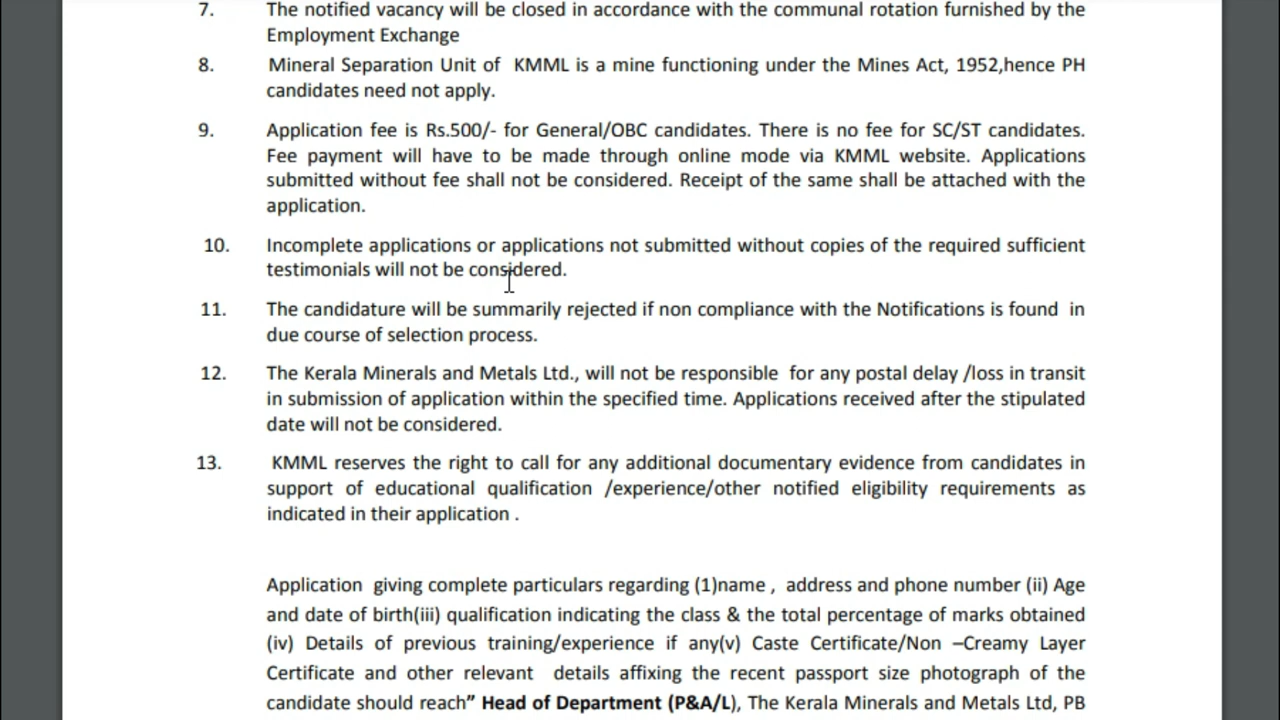 7. The notified vacancy will be closed in accordance with the communal rotation furnished by the
Employment Exchange
8. Mineral Separation Unit of KMML is a mine functioning under the Mines Act, 1952,hence PH
candidates need not apply.
9. Application fee is Rs.500/- for General/OBC candidates. There is no fee for SC/ST candidates.
Fee payment will have to be made through online mode via KMML website. Applications
submitted without fee shall not be considered. Receipt of the same shall be attached with the
application.
10. Incomplete applications or applications not submitted without copies of the required sufficient
testimonials will not be considered.
11. The candidature will be summarily rejected if non compliance with the Notifications is found in
due course of selection process.
12. The Kerala Minerals and Metals Ltd., will not be responsible for any postal delay /loss in transit
in submission of application within the specified time. Applications received after the stipulated
date will not be considered.
13. KMML reserves the right to call for any additional documentary evidence from candidates in
support of educational qualification /experience/other notified eligibility requirements as
indicated in their application .
Application giving complete particulars regarding (1)name , address and phone number (ii) Age
and date of birth(iii) qualification indicating the class & the total percentage of marks obtained
(iv) Details of previous training/experience if any(v) Caste Certificate/Non –Creamy Layer
Certificate and other relevant details affixing the recent passport size photograph of the
candidate should reach” Head of Department (P&A/L), The Kerala Minerals and Metals Ltd, PB